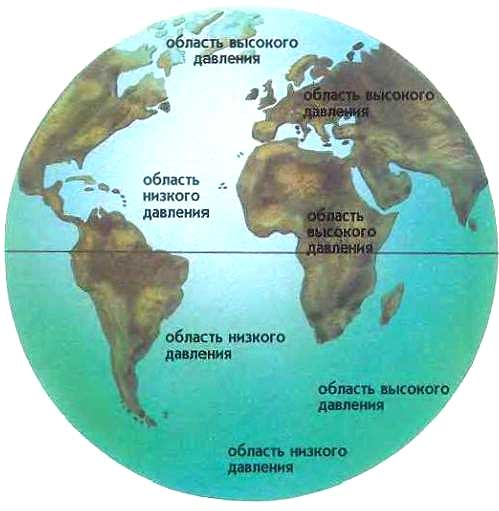 область высокого
давления
область высокого
давления
область
низкого
давления
область
высокого
давления
область низкого
давления
область высокого
давления
область низкого
давления